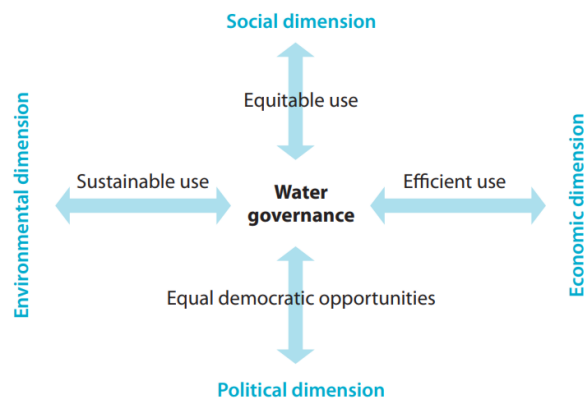 Social dimension
Equitable use
Environmental dimension
Sustainable use
Water
governance
Efficient use
Economic dimension
Equal democratic opportunities
Political dimension